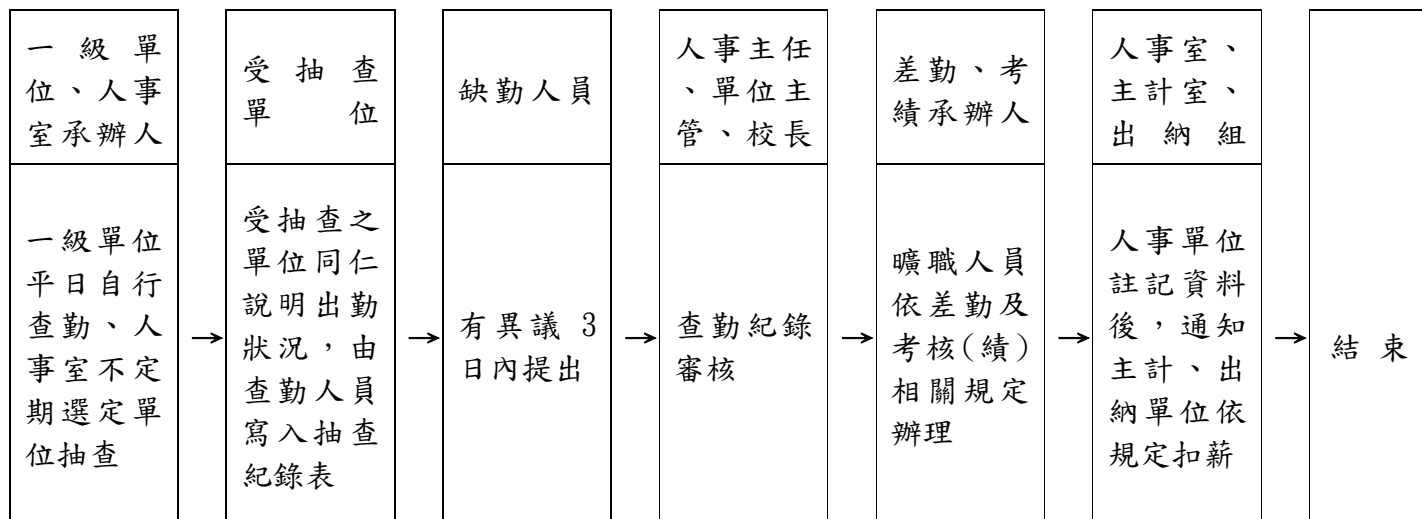 一級單
位、人事
室承辦人
受抽查
單位
缺勤人員
人事主任
、單位主
管、校長
差勤、考
績承辦人
人事室、
主計室、
出納組
一級單位
平日自行
查勤、人
事室不定
期選定單
位抽查
→
受抽查之
單位同仁
說明出勤
狀況，由
查勤人員
寫入抽查
紀錄表
→
有異議 3
日內提出
→
查勤紀錄
審核
→
曠職人員
依差勤及
考核(績)
相關規定
辦理
→
人事單位
註記資料
後，通知
主計、出
納單位依
規定扣薪
→
結束